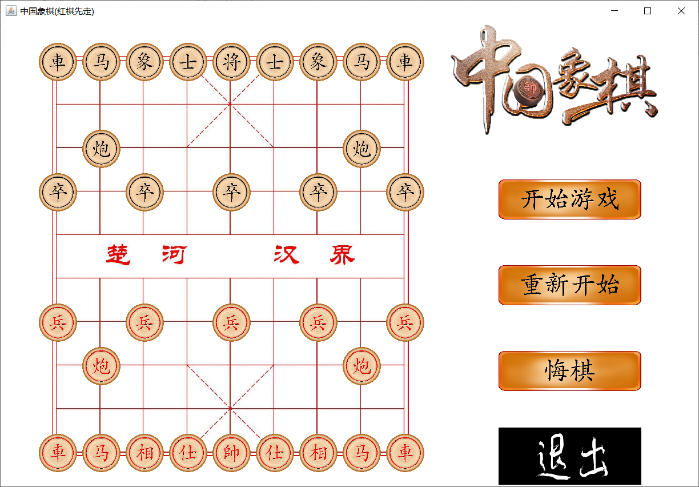 中国象棋(红棋先走)
中国象棋
車马象士将士象马車
炮 炮
卒 卒 卒 卒 卒
楚 河 汉 界
兵 兵 兵 兵 兵
炮 炮
車马相仕帥仕相马車
开始游戏
重新开始
悔棋
退出